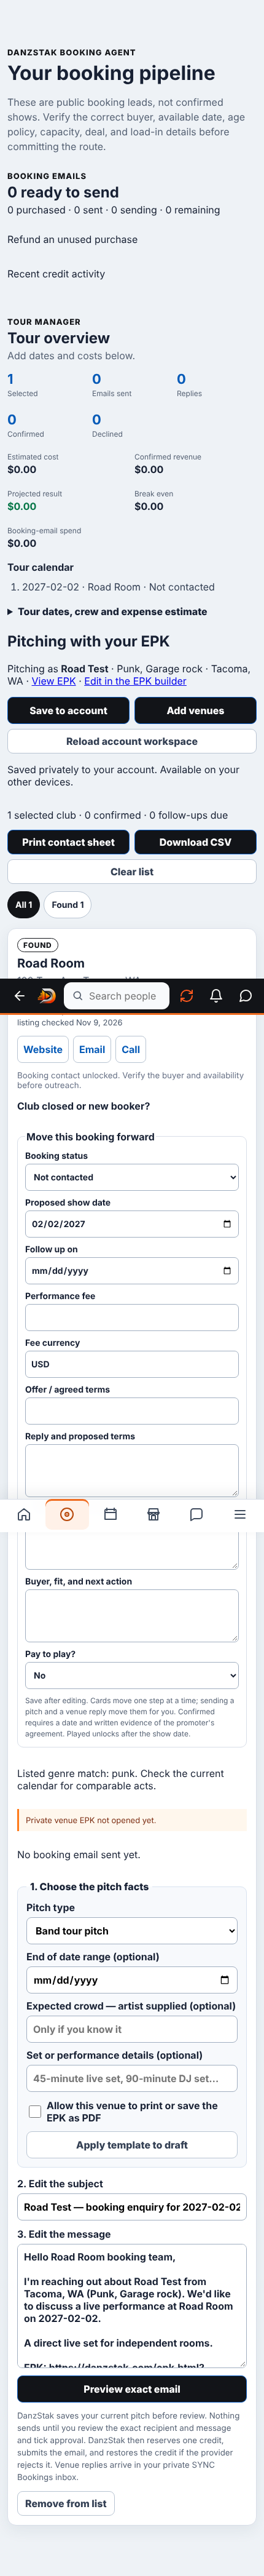 DANZSTAK BOOKING AGENT
Your booking pipeline
These are public booking leads, not confirmed
shows. Verify the correct buyer, available date, age
policy, capacity, deal, and load-in details before
committing the route.
BOOKING EMAILS
0 ready to send
0 purchased · 0 sent · 0 sending · 0 remaining
Refund an unused purchase
Recent credit activity
TOUR MANAGER
Tour overview
Add dates and costs below.
1 0 0
Selected Emails sent Replies
0 0
Confirmed Declined
Estimated cost Confirmed revenue
$0.00 $0.00
Projected result Break even
$0.00 $0.00
Booking-email spend
$0.00
Tour calendar
1. 2027-02-02 · Road Room · Not contacted
Tour dates, crew and expense estimate
Pitching with your EPK
Pitching as Road Test · Punk, Garage rock · Tacoma,
WA · View EPK · Edit in the EPK builder
Save to account Add venues
Reload account workspace
Saved privately to your account. Available on your
other devices.
1 selected club · 0 confirmed · 0 follow-ups due
Print contact sheet Download CSV
Clear list
All 1 Found 1
FOUND
Road Room
Search people
listing checked Nov 9, 2026
Website Email Call
Booking contact unlocked. Verify the buyer and availability
before outreach.
Club closed or new booker?
Move this booking forward
Booking status
Not contacted
Proposed show date
02/02/2027
Follow up on
mm/dd/yyyy
Performance fee
Fee currency
USD
Offer / agreed terms
Reply and proposed terms
Buyer, fit, and next action
Pay to play?
No
Save after editing. Cards move one step at a time; sending a
pitch and a venue reply move them for you. Confirmed
requires a date and written evidence of the promoter's
agreement. Played unlocks after the show date.
Listed genre match: punk. Check the current
calendar for comparable acts.
Private venue EPK not opened yet.
No booking email sent yet.
1. Choose the pitch facts
Pitch type
Band tour pitch
End of date range (optional)
mm/dd/yyyy
Expected crowd — artist supplied (optional)
Only if you know it
Set or performance details (optional)
45-minute live set, 90-minute DJ set...
Allow this venue to print or save the
EPK as PDF
Apply template to draft
2. Edit the subject
Road Test — booking enquiry for 2027-02-02
3. Edit the message
Hello Road Room booking team,
I'm reaching out about Road Test from
Tacoma, WA (Punk, Garage rock). We'd like
to discuss a live performance at Road Room
on 2027-02-02.
A direct live set for independent rooms.
EPK: https://danzstak.com/epk.html?
Preview exact email
DanzStak saves your current pitch before review. Nothing
sends until you review the exact recipient and message
and tick approval. DanzStak then reserves one credit,
submits the email, and restores the credit if the provider
rejects it. Venue replies arrive in your private SYNC
Bookings inbox.
Remove from list